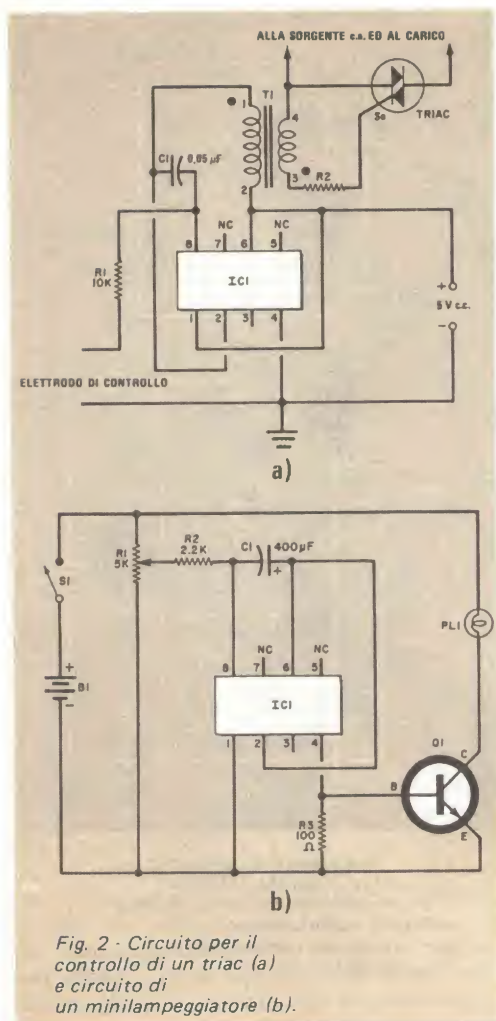 ALLA SORGENTE c.a. ED AL CARICO
1
T1
4
Sc
TRIAC
C1
0,05 µF
2
3
R2
8
NC
7
6
NC
5
R1
10K
IC1
+
5V c.c.
-
1
2
3
4
ELETTRODO DI CONTROLLO
a)
S1
R1
5K
R2
2.2K
C1
400µF
+
PL1
8
NC
7
6
NC
5
+
B1
-
IC1
1
2
3
4
Q1
C
B
E
R3
100
Ω
b)
Fig. 2 - Circuito per il
controllo di un triac (a)
e circuito di
un minilampeggiatore (b).